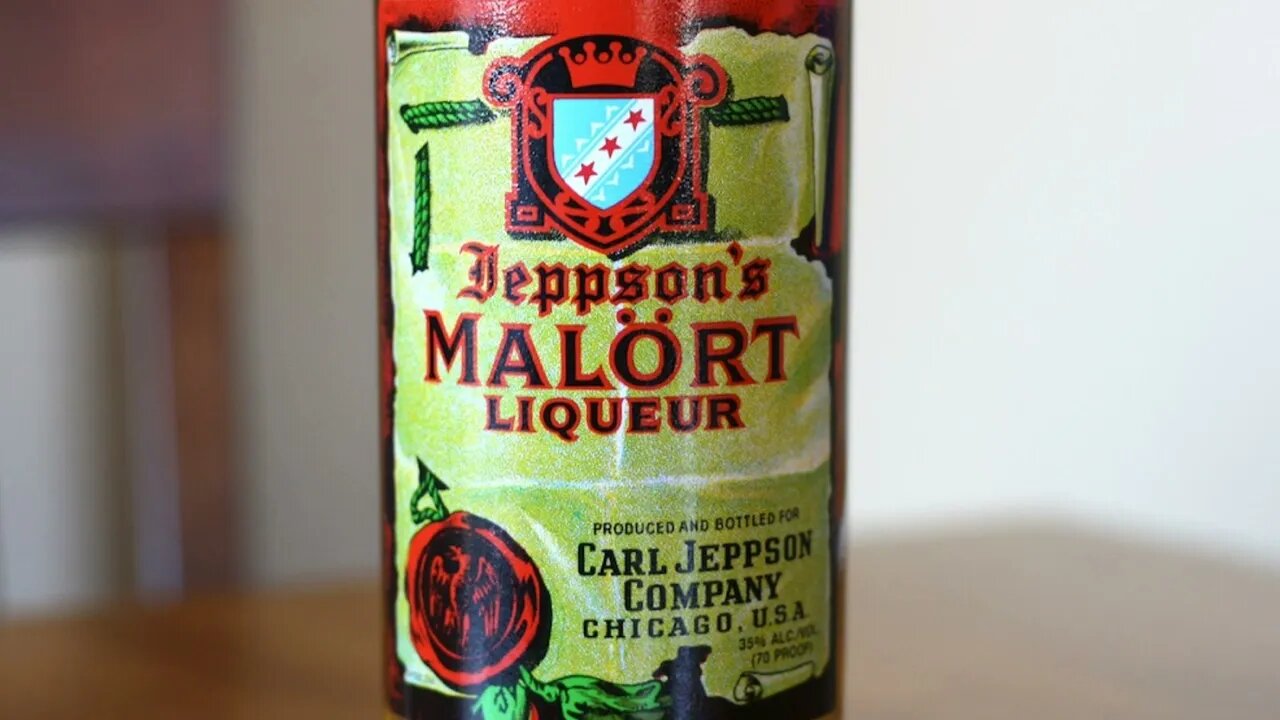 Jeppson's
MALÖRT
LIQUEUR
PRODUCED AND BOTTLED FOR
CARL JEPPSON
COMPANY
CHICAGO, U.S.A.
35% ALC./VOL.
(70 PROOF)